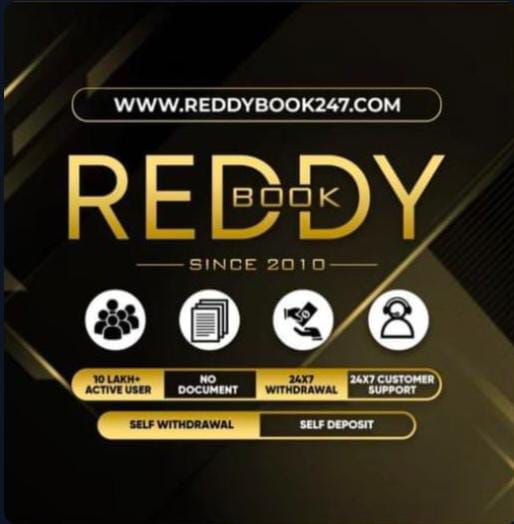 WWW.REDDYBOOK247.COM
REDDY
BOOK
SINCE 2010
10 LAKH+
ACTIVE USER
NO
DOCUMENT
24X7
WITHDRAWAL
24X7 CUSTOMER
SUPPORT
SELF WITHDRAWAL
SELF DEPOSIT